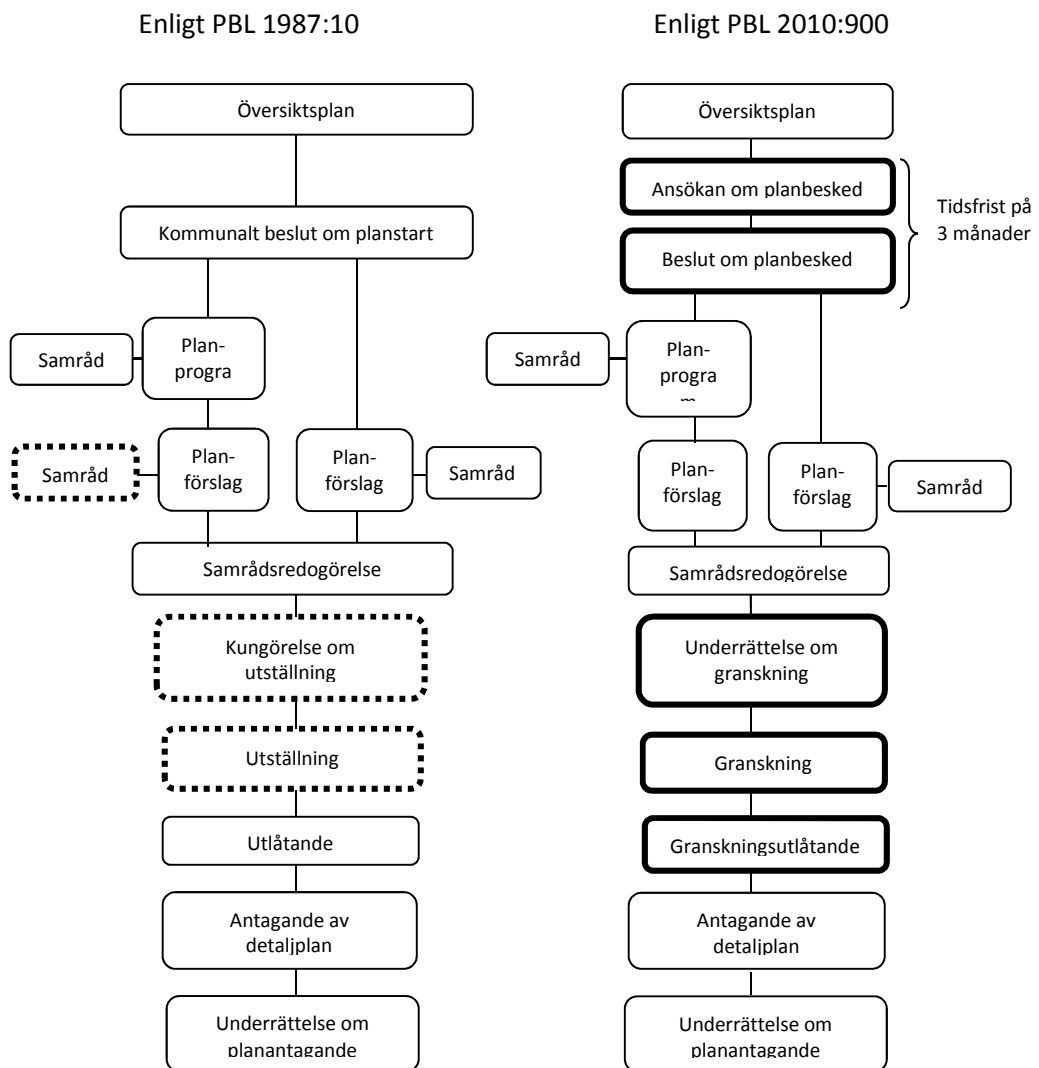 Enligt PBL 1987:10
Översiktsplan
Kommunalt beslut om planstart
Samråd
Plan-
progra
Samråd
Plan-
förslag
Plan-
förslag
Samråd
Samrådsredogörelse
Kungörelse om
utställning
Utställning
Utlåtande
Antagande av
detaljplan
Underrättelse om
planantagande
Enligt PBL 2010:900
Översiktsplan
Ansökan om planbesked
Beslut om planbesked
Tidsfrist på
3 månader
Samråd
Plan-
progra
m
Plan-
förslag
Plan-
förslag
Samråd
Samrådsredogörelse
Underrättelse om
granskning
Granskning
Granskningsutlåtande
Antagande av
detaljplan
Underrättelse om
planantagande